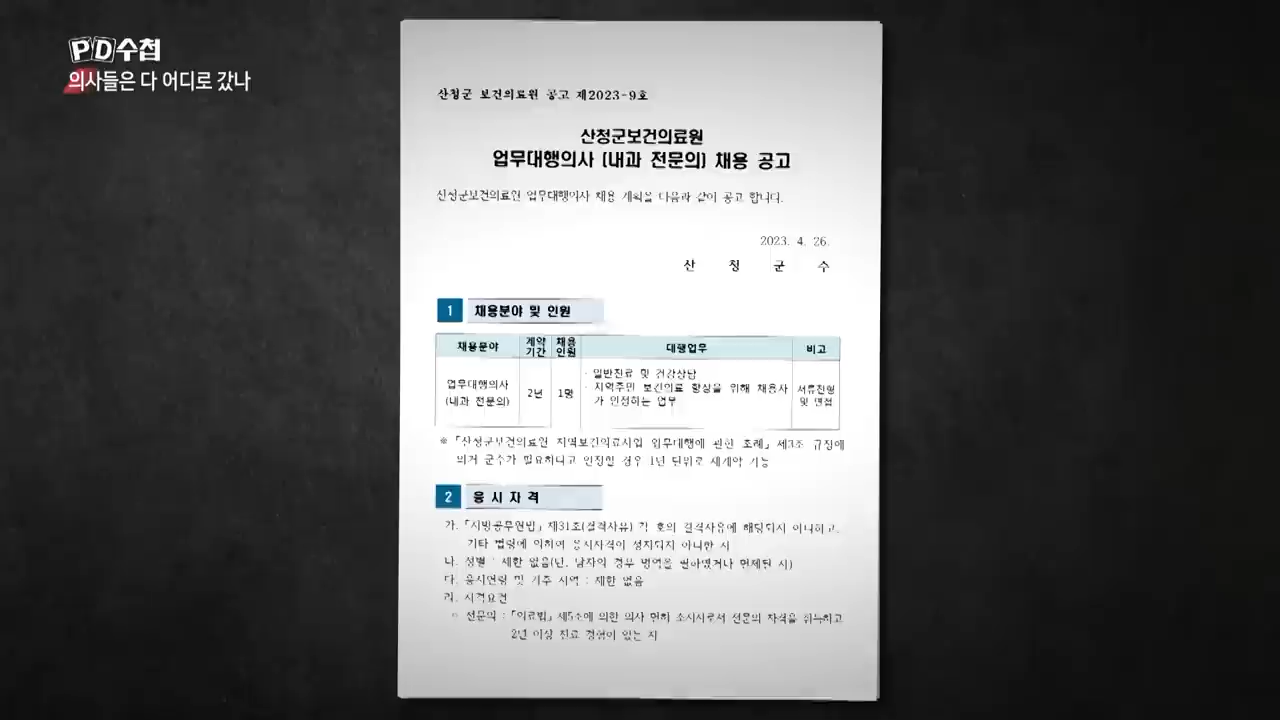 PD수첩
의사들은 다 어디로 갔나
산청군 보건의료원 공고 제2023-9호
산청군보건의료원
업무대행의사 (내과 전문의) 채용 공고
산청군보건의료원 업무대행의사 채용 계획을 다음과 같이 공고 합니다.
2023. 4. 26.
산 청 군 수
1 채용분야 및 인원
채용분야 계약기간 채용인원 대행업무 비고
업무대행의사 (내과 전문의) 2년 1명
· 일반진료 및 건강상담
· 지역주민 보건의료 향상을 위해 채용자
가 인정하는 업무
서류전형 및 면접
※ 「산청군보건의료원 지역보건의료사업 업무대행에 관한 조례」 제3조 규정에
의거 군수가 필요하다고 인정할 경우 1년 단위로 재계약 가능
2 응시자격
가. 「지방공무원법」 제31조(결격사유) 각 호의 결격사유에 해당되지 아니하고,
기타 법령에 의하여 응시자격이 정지되지 아니한 자
나. 성별 : 제한 없음(단, 남자의 경우 병역을 필하였거나 면제된 자)
다. 응시연령 및 거주 지역 : 제한 없음
라. 자격요건
○ 전문의 : 「의료법」 제5조에 의한 의사 면허 소지자로서 전문의 자격을 취득하고
2년 이상 진료 경험이 있는 자